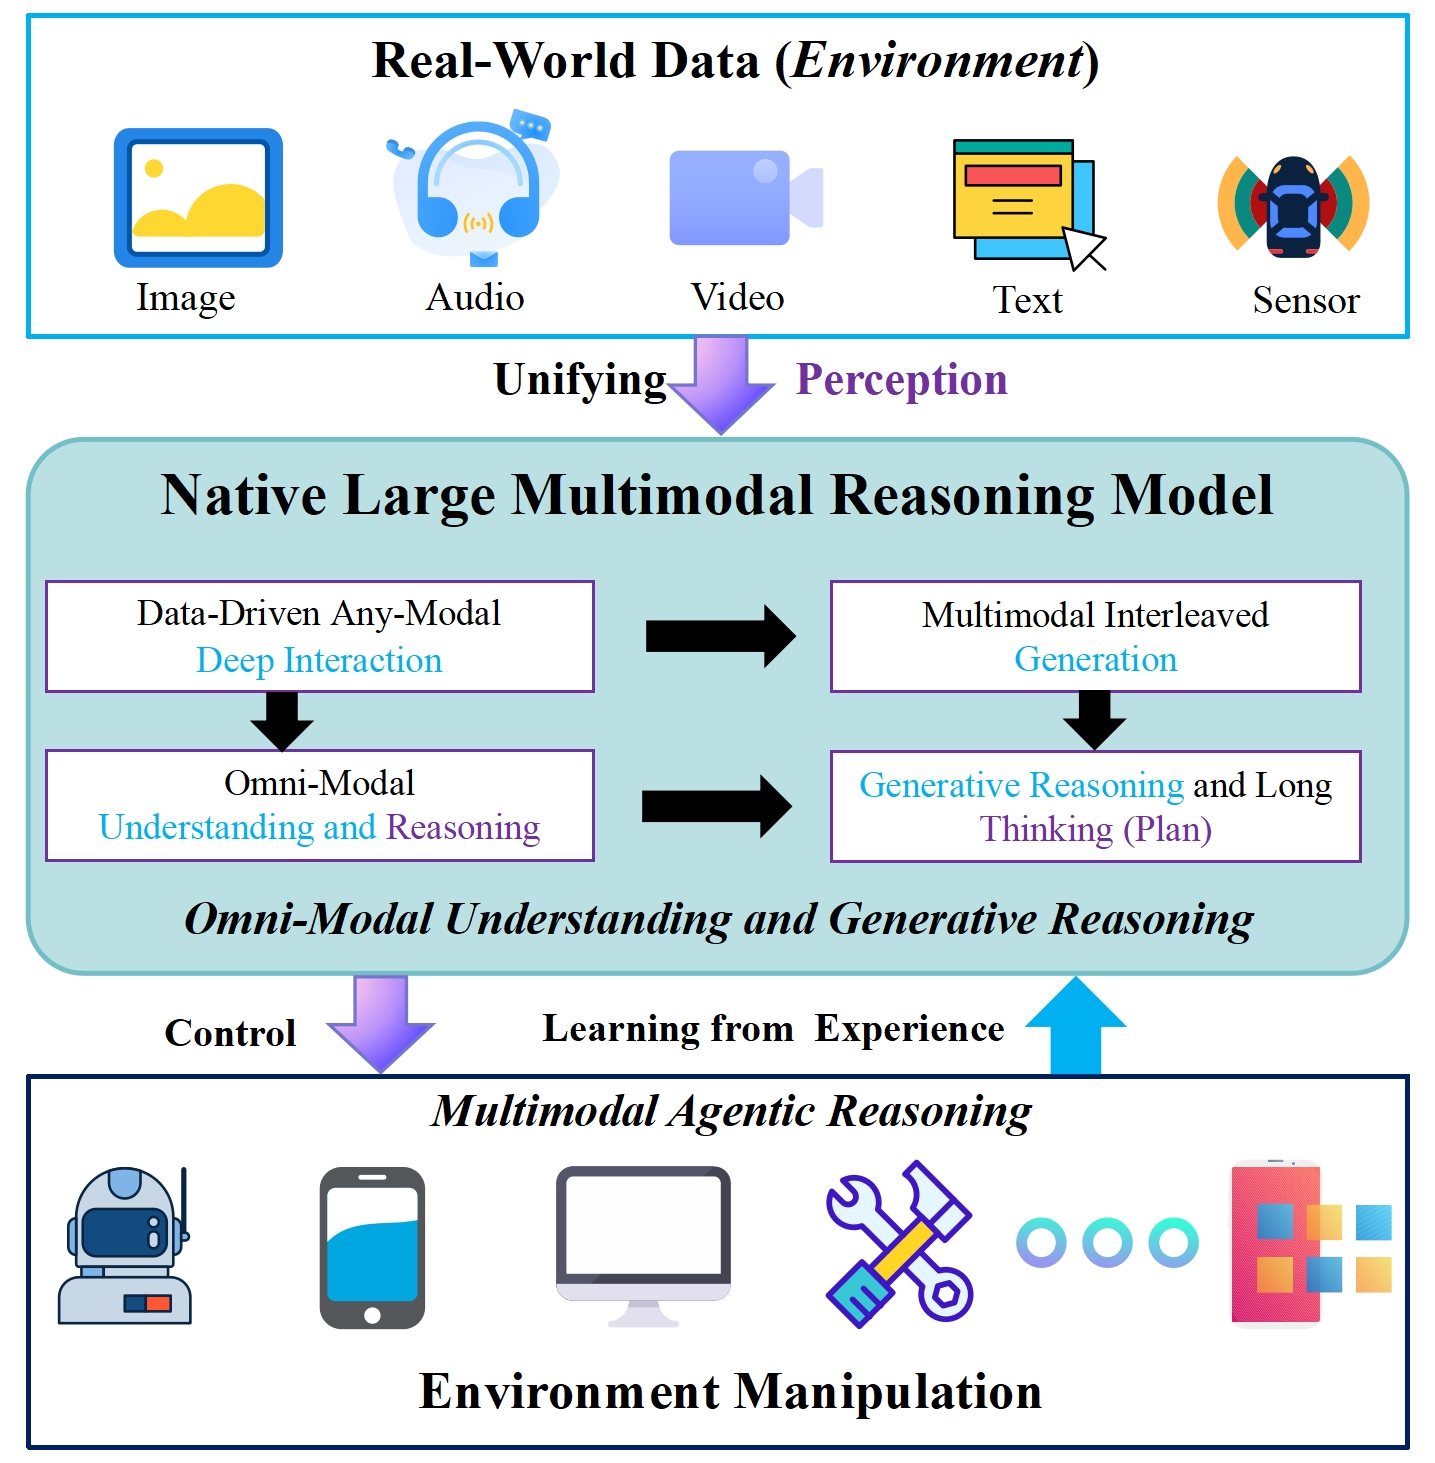 Real-World Data (Environment)
Image
Audio
Video
Text
Sensor
Unifying
Perception
Native Large Multimodal Reasoning Model
Data-Driven Any-Modal
Deep Interaction
Multimodal Interleaved
Generation
Omni-Modal
Understanding and Reasoning
Generative Reasoning and Long
Thinking (Plan)
Omni-Modal Understanding and Generative Reasoning
Control
Learning from Experience
Multimodal Agentic Reasoning
Environment Manipulation